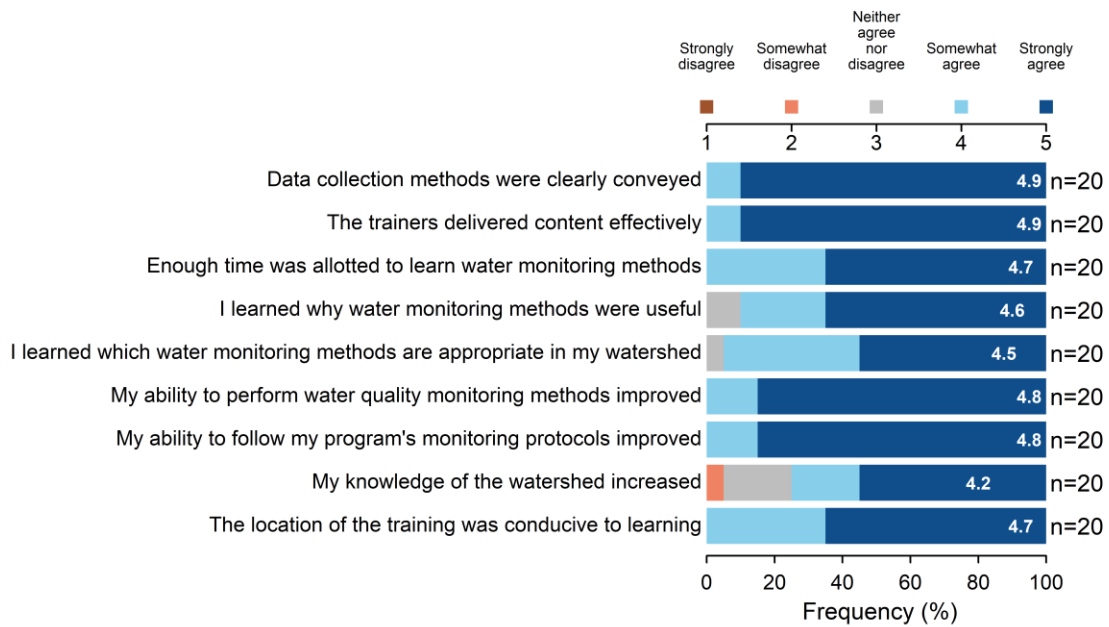 Strongly
disagree
Somewhat
disagree
Neither
agree
nor
disagree
Somewhat
agree
Strongly
agree
1 2 3 4 5
Data collection methods were clearly conveyed 4.9 n=20
The trainers delivered content effectively 4.9 n=20
Enough time was allotted to learn water monitoring methods 4.7 n=20
I learned why water monitoring methods were useful 4.6 n=20
I learned which water monitoring methods are appropriate in my watershed 4.5 n=20
My ability to perform water quality monitoring methods improved 4.8 n=20
My ability to follow my program's monitoring protocols improved 4.8 n=20
My knowledge of the watershed increased 4.2 n=20
The location of the training was conducive to learning 4.7 n=20
0 20 40 60 80 100
Frequency (%)